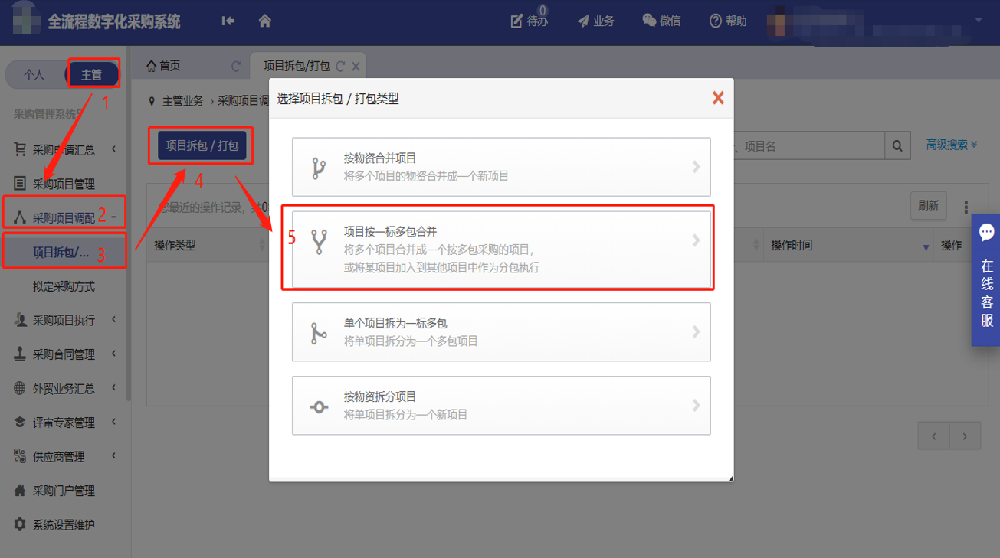 全流程数字化采购系统
0
待办
业务
微信
帮助
个人
主管
1
首页
项目拆包/打包
主管业务 › 采购项目调
采购管理系统5
采购申请汇总
采购项目管理
采购项目调配
2
项目拆包/...
3
拟定采购方式
采购项目执行
采购合同管理
外贸业务汇总
评审专家管理
供应商管理
采购门户管理
系统设置维护
项目拆包 / 打包
4
、项目名
高级搜索
您最近的操作记录，共0
刷新
操作类型
操作时间
操作
选择项目拆包 / 打包类型
按物资合并项目
将多个项目的物资合并成一个新项目
5
项目按一标多包合并
将多个项目合并成一个按多包采购的项目，
或将某项目加入到其他项目中作为分包执行
单个项目拆为一标多包
将单项目拆分为一个多包项目
按物资拆分项目
将单项目拆分为一个新项目
在线客服